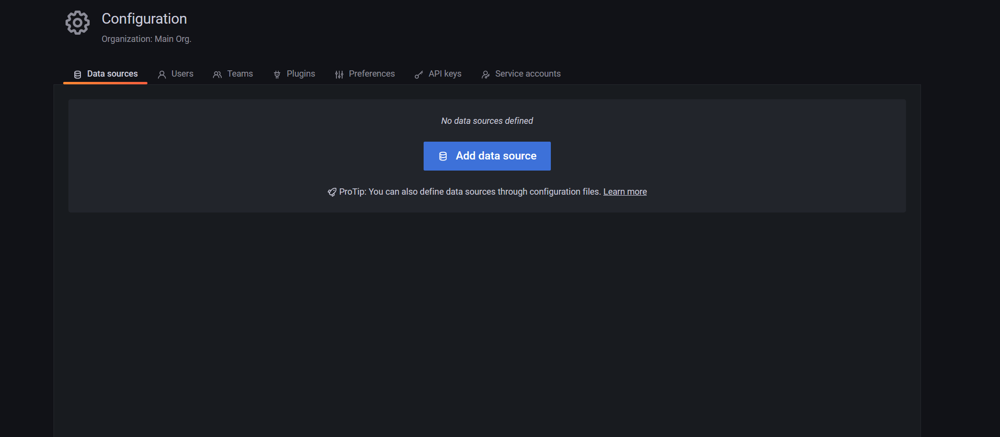 Configuration
Organization: Main Org.
Data sources Users Teams Plugins Preferences API keys Service accounts
No data sources defined
Add data source
ProTip: You can also define data sources through configuration files. Learn more